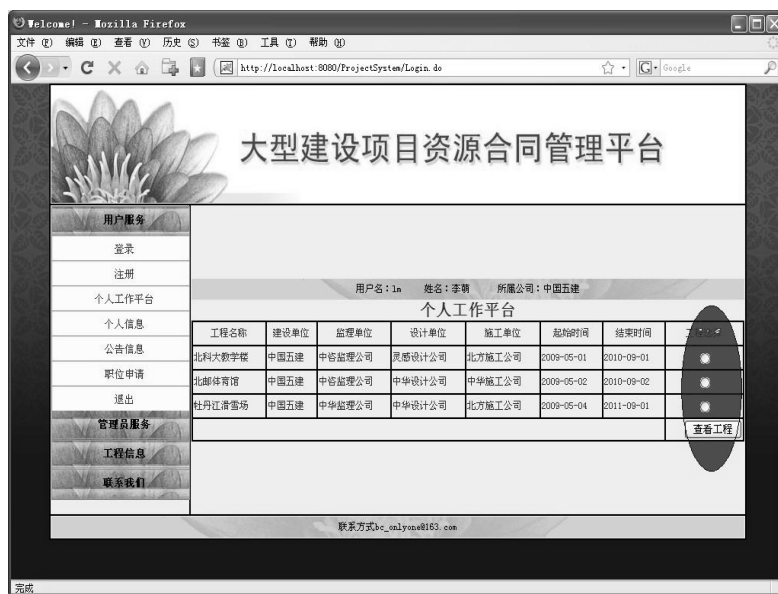 Welcome! - Mozilla Firefox
文件 (F) 编辑 (E) 查看 (V) 历史 (S) 书签 (B) 工具 (T) 帮助 (H)
http://localhost:8080/ProjectSystem/Login.do
Google
大型建设项目资源合同管理平台
用户服务
登录
注册
个人工作平台
个人信息
公告信息
职位申请
退出
管理员服务
工程信息
联系我们
用户名:lm 姓名:李萌 所属公司:中国五建
个人工作平台
工程名称 建设单位 监理单位 设计单位 施工单位 起始时间 结束时间
北科大教学楼 中国五建 中咨监理公司 灵感设计公司 北方施工公司 2009-05-01 2010-09-01
北邮体育馆 中国五建 中咨监理公司 中华设计公司 中华施工公司 2009-05-02 2010-09-02
牡丹江滑雪场 中国五建 中华监理公司 中华设计公司 北方施工公司 2009-05-04 2011-09-01
查看工程
联系方式bc_onlyone@163.com
完成